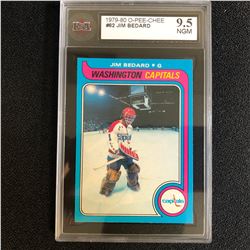 1979-80 O-PEE-CHEE
#62 JIM BEDARD
9.5
NGM
JIM BEDARD * G
WASHINGTON CAPITALS
capitals